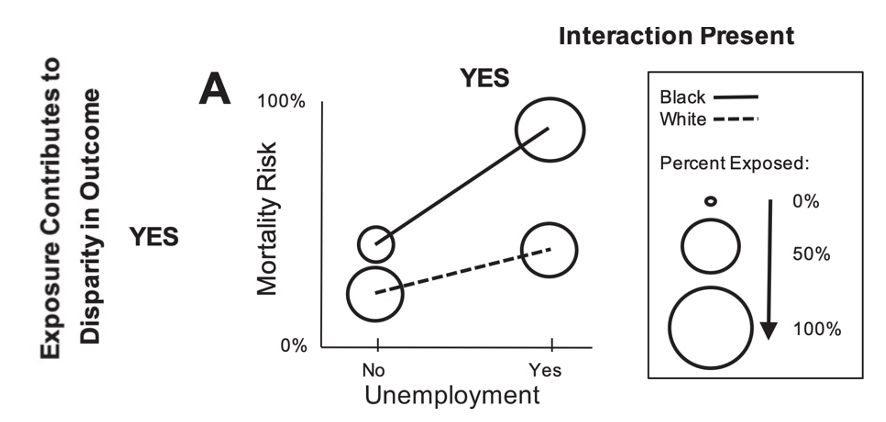 Interaction Present
YES
Exposure Contributes to
Disparity in Outcome
YES
A
100%
Mortality Risk
0%
No
Yes
Unemployment
Black
White
Percent Exposed:
0%
50%
100%